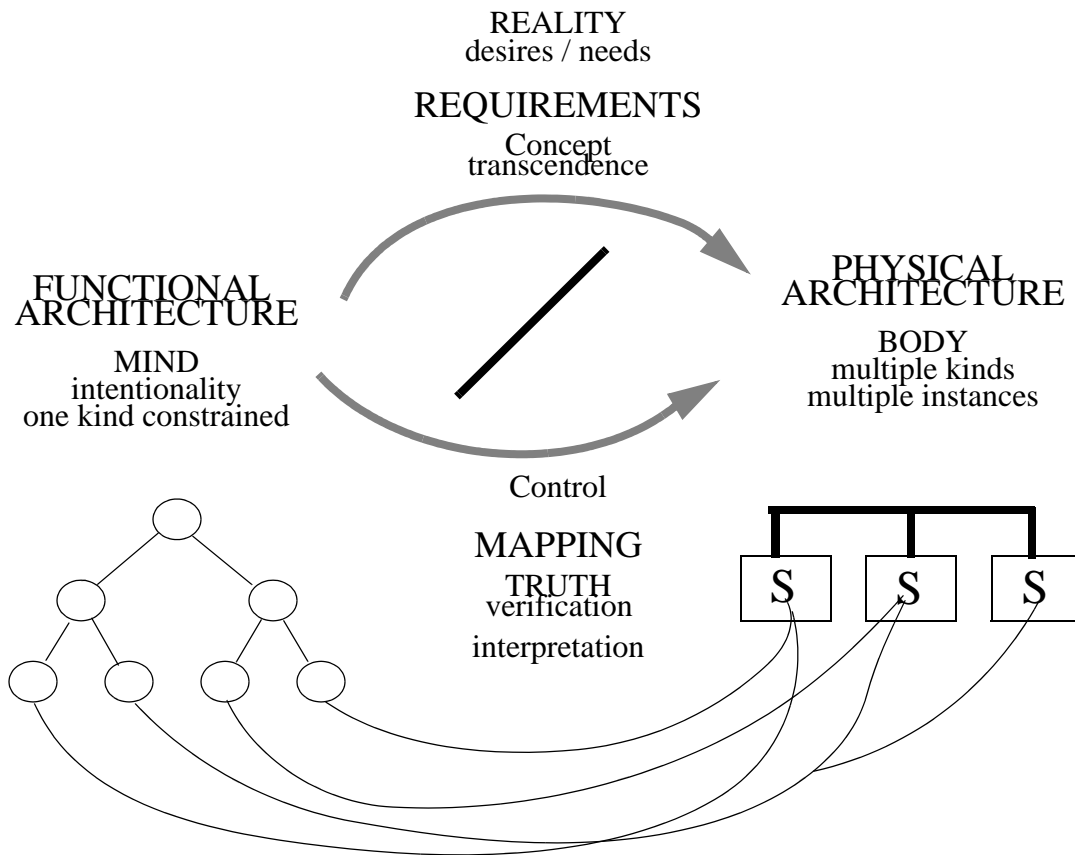 REALITY
desires / needs
REQUIREMENTS
Concept
transcendence
FUNCTIONAL
ARCHITECTURE
MIND
intentionality
one kind constrained
PHYSICAL
ARCHITECTURE
BODY
multiple kinds
multiple instances
Control
MAPPING
TRUTH
verification
interpretation
S
S
S